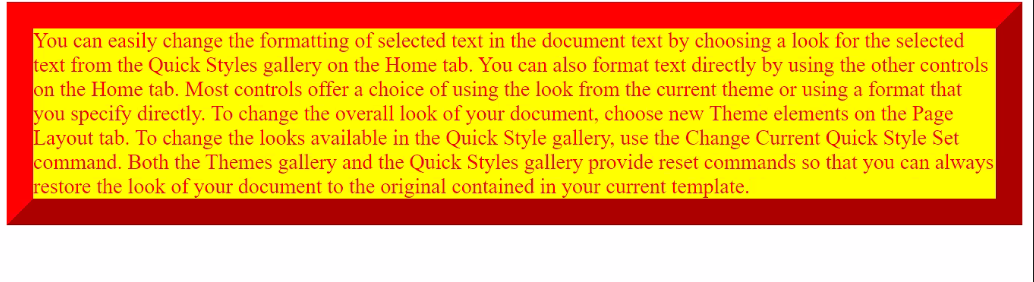 You can easily change the formatting of selected text in the document text by choosing a look for the selected
text from the Quick Styles gallery on the Home tab. You can also format text directly by using the other controls
on the Home tab. Most controls offer a choice of using the look from the current theme or using a format that
you specify directly. To change the overall look of your document, choose new Theme elements on the Page
Layout tab. To change the looks available in the Quick Style gallery, use the Change Current Quick Style Set
command. Both the Themes gallery and the Quick Styles gallery provide reset commands so that you can always
restore the look of your document to the original contained in your current template.